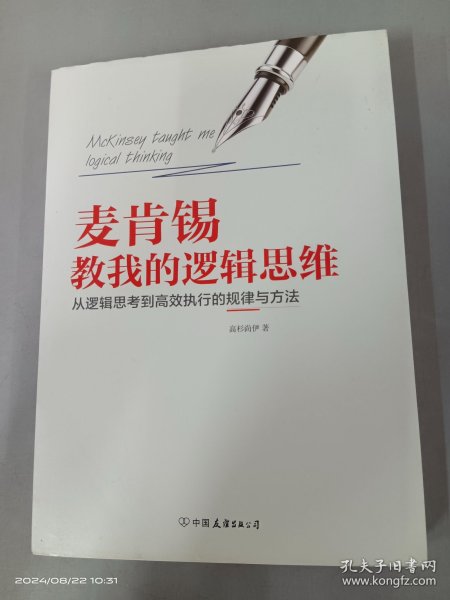 McKinsey taught me
logical thinking
麦肯锡
教我的逻辑思维
从逻辑思考到高效执行的规律与方法
高杉尚伊 著
中国友谊出版公司
2024/08/22 10:31
孔夫子旧书网
www.kongfz.com